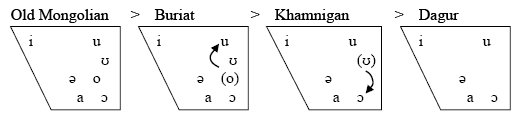 Old Mongolian > Buriat > Khamnigan > Dagur
i u i u i u i u
ʊ ʊ (ʊ)
ə o ə (o) ə ə
a ɔ a ɔ a ɔ a ɔ